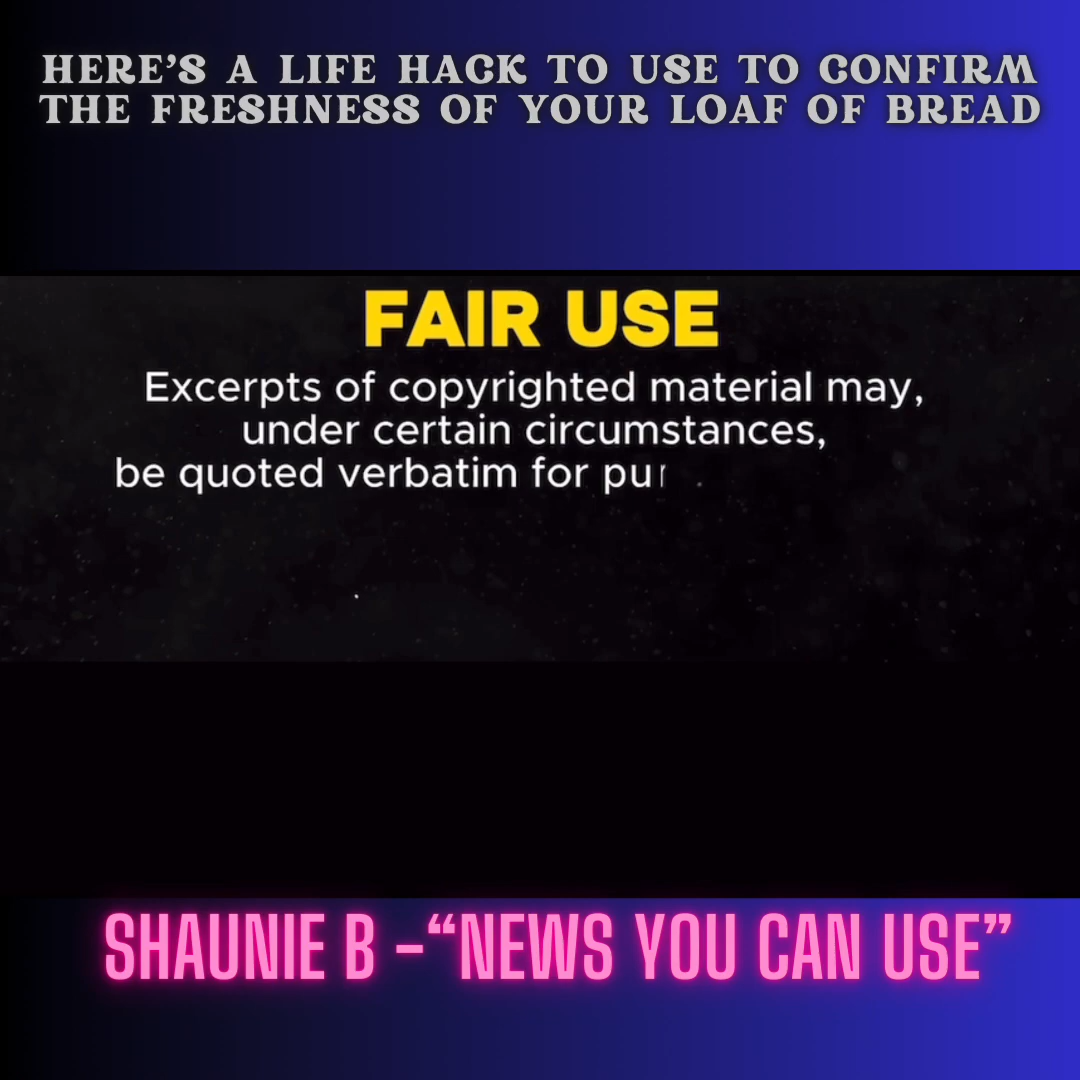 HERE’S A LIFE HACK TO USE TO CONFIRM
THE FRESHNESS OF YOUR LOAF OF BREAD
FAIR USE
Excerpts of copyrighted material may,
under certain circumstances,
be quoted verbatim for pur
SHAUNIE B –“NEWS YOU CAN USE”